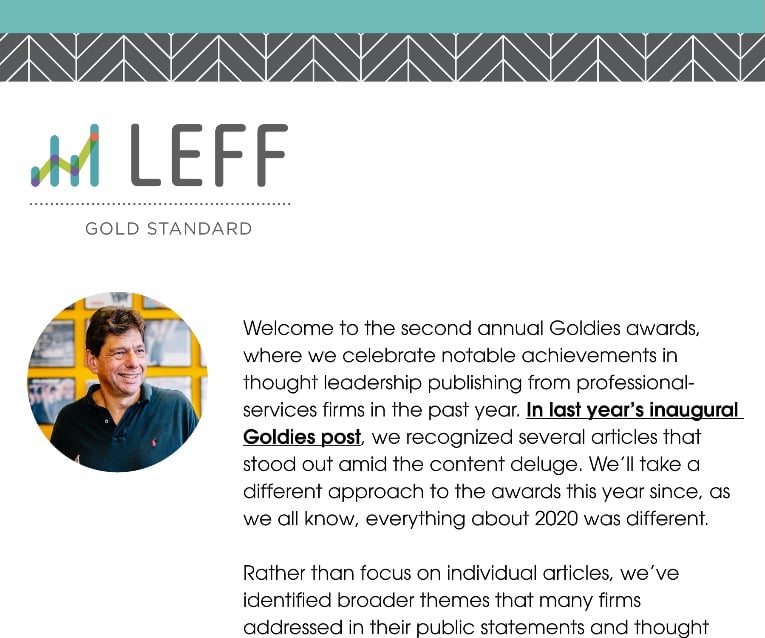 LEFF
GOLD STANDARD
Welcome to the second annual Goldies awards,
where we celebrate notable achievements in
thought leadership publishing from professional-
services firms in the past year. In last year’s inaugural
Goldies post, we recognized several articles that
stood out amid the content deluge. We’ll take a
different approach to the awards this year since, as
we all know, everything about 2020 was different.
Rather than focus on individual articles, we’ve
identified broader themes that many firms
addressed in their public statements and thought